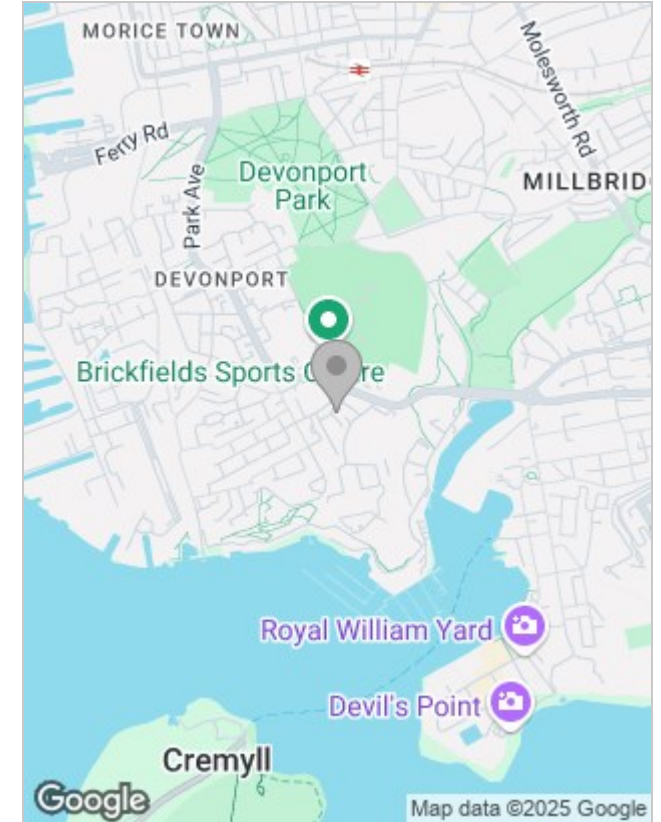 MORICE TOWN
Molesworth Rd
Ferry Rd
Devonport
Park
Park Ave
MILLBRID
DEVONPORT
Brickfields Sports C
re
Royal William Yard
Devil's Point
Cremyll
Google
Map data ©2025 Google